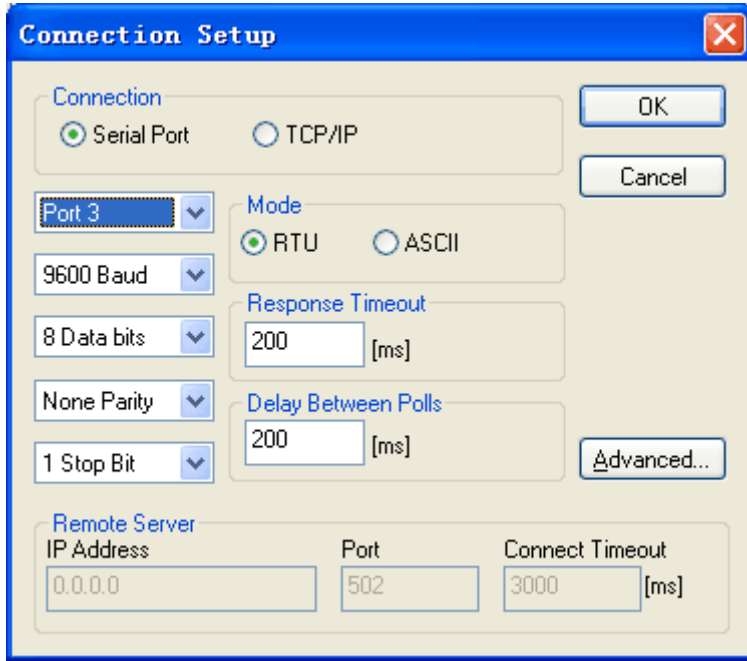 Connection Setup
Connection
Serial Port
TCP/IP
OK
Cancel
Port 3
9600 Baud
8 Data bits
None Parity
1 Stop Bit
Mode
RTU
ASCII
Response Timeout
200
[ms]
Delay Between Polls
200
[ms]
Advanced...
Remote Server
IP Address
Port
Connect Timeout
0.0.0.0
502
3000
[ms]